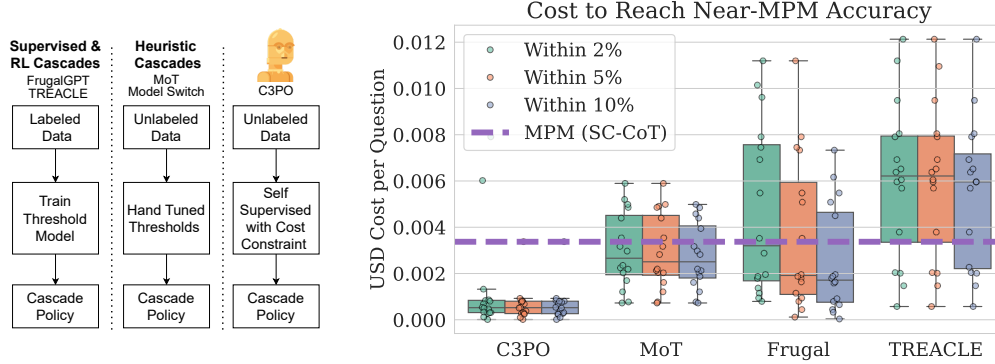 Supervised &
RL Cascades
FrugalGPT
TREACLE
Labeled
Data
Train
Threshold
Model
Cascade
Policy
Heuristic
Cascades
MoT
Model Switch
Unlabeled
Data
Hand Tuned
Thresholds
Cascade
Policy
C3PO
Unlabeled
Data
Self
Supervised
with Cost
Constraint
Cascade
Policy
Cost to Reach Near-MPM Accuracy
USD Cost per Question
0.012
0.010
0.008
0.006
0.004
0.002
0.000
Within 2%
Within 5%
Within 10%
MPM (SC-CoT)
C3PO
MoT
Frugal
TREACLE